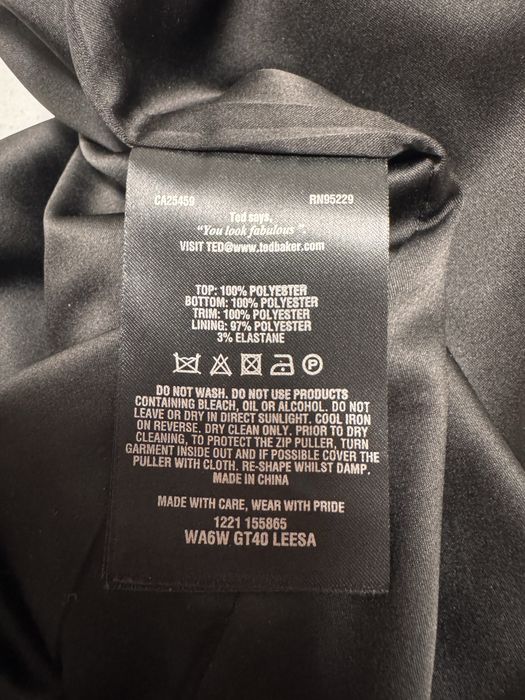 CA25459 RN95229
Ted says,
"You look fabulous".
VISIT TED@www.tedbaker.com
TOP: 100% POLYESTER
BOTTOM: 100% POLYESTER
TRIM: 100% POLYESTER
LINING: 97% POLYESTER
3% ELASTANE
P
DO NOT WASH. DO NOT USE PRODUCTS
CONTAINING BLEACH, OIL OR ALCOHOL. DO NOT
LEAVE OR DRY IN DIRECT SUNLIGHT. COOL IRON
ON REVERSE. DRY CLEAN ONLY. PRIOR TO DRY
CLEANING, TO PROTECT THE ZIP PULLER, TURN
GARMENT INSIDE OUT AND IF POSSIBLE COVER THE
PULLER WITH CLOTH. RE-SHAPE WHILST DAMP.
MADE IN CHINA
MADE WITH CARE, WEAR WITH PRIDE
1221 155865
WA6W GT40 LEESA